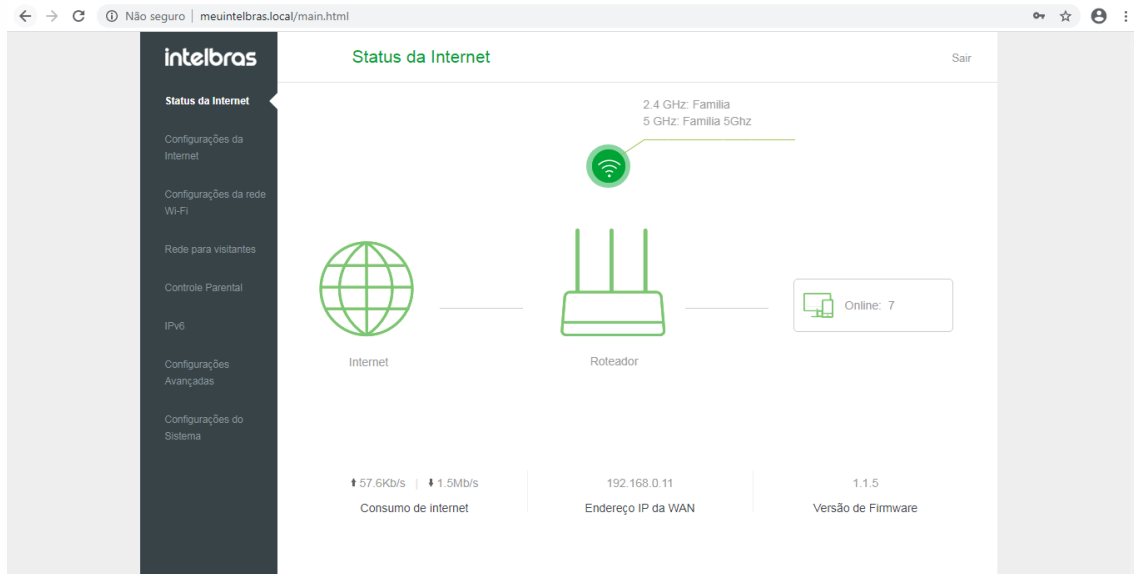 Não seguro | meuintelbras.local/main.html
intelbras
Status da Internet
Sair
Status da Internet
Configurações da
Internet
Configurações da rede
Wi-Fi
Rede para visitantes
Controle Parental
IPv6
Configurações
Avançadas
Configurações do
Sistema
2.4 GHz: Familia
5 GHz: Familia 5Ghz
Online: 7
Internet
Roteador
57.6Kb/s | 1.5Mb/s
Consumo de internet
192.168.0.11
Endereço IP da WAN
1.1.5
Versão de Firmware